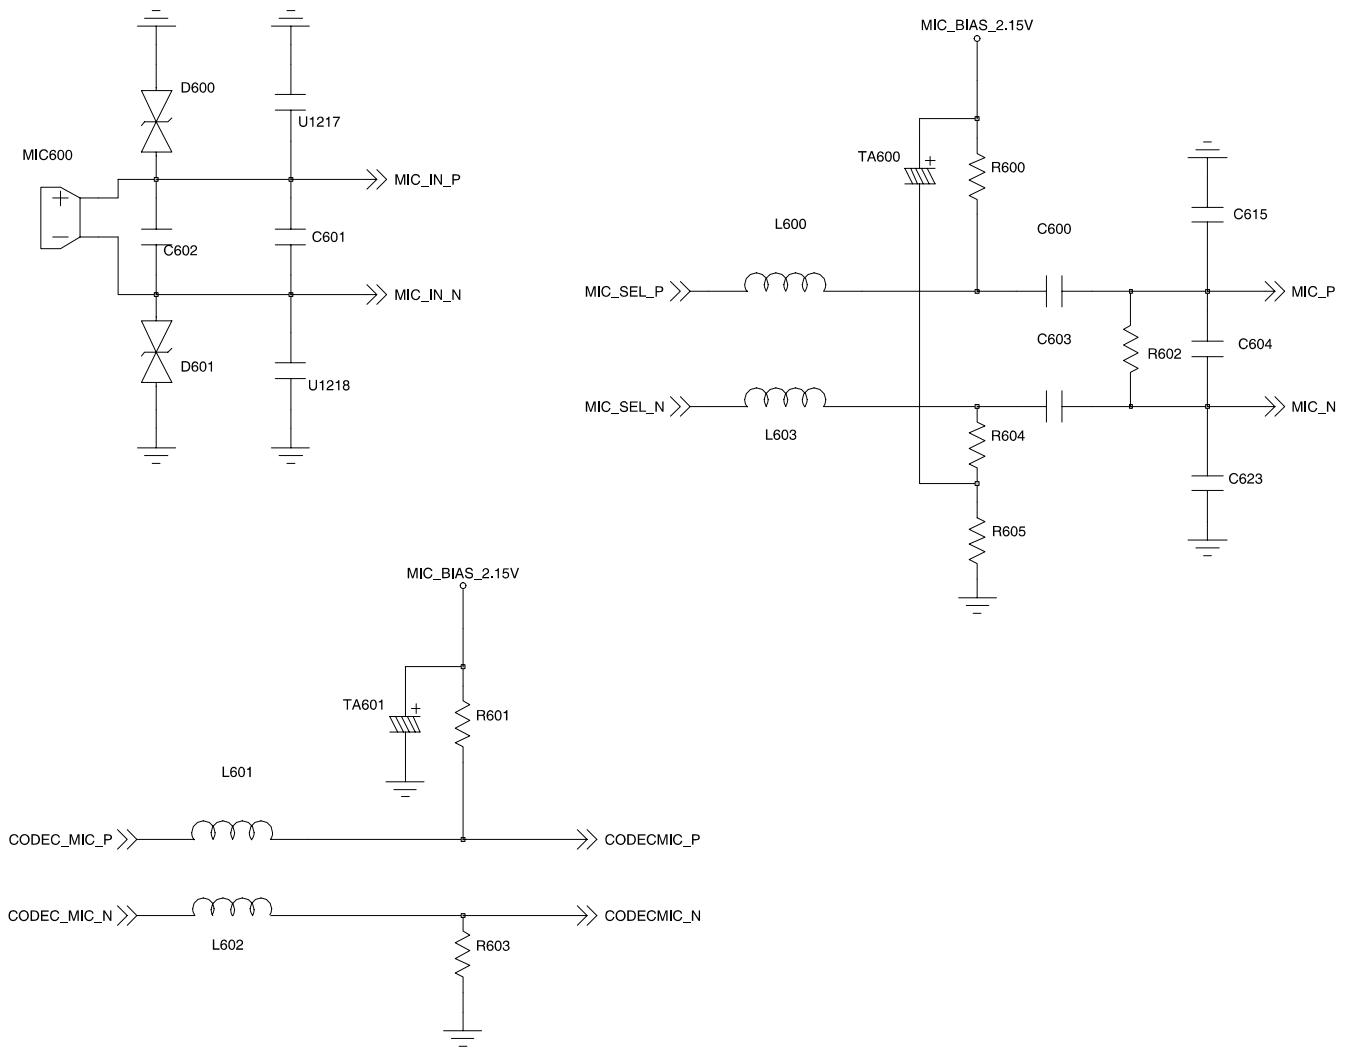 D600
U1217
MIC600
+
−
MIC_IN_P
C602
C601
MIC_IN_N
D601
U1218
MIC_BIAS_2.15V
TA600
+
R600
C615
L600
C600
MIC_SEL_P
MIC_P
C603
R602
C604
MIC_SEL_N
MIC_N
L603
R604
C623
R605
MIC_BIAS_2.15V
TA601
+
R601
L601
CODEC_MIC_P
CODECMIC_P
CODEC_MIC_N
CODECMIC_N
L602
R603